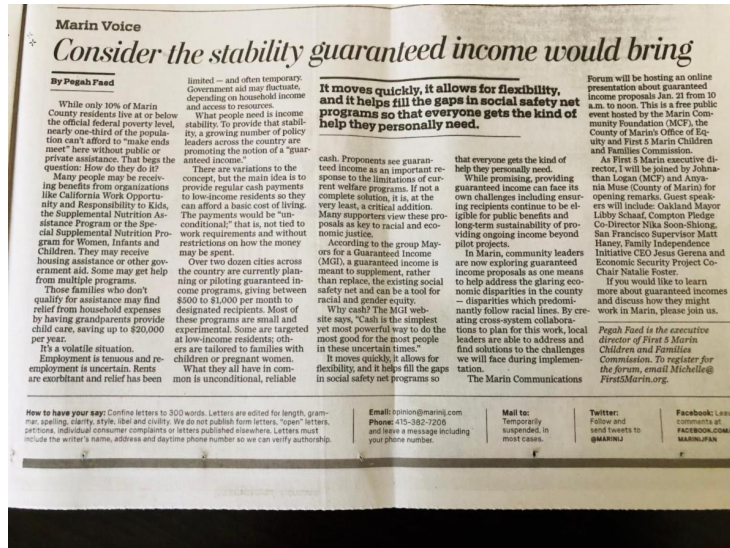 Marin Voice
Consider the stability guaranteed income would bring
By Pegah Faed
While only 10% of Marin
County residents live at or below
the official federal poverty level,
nearly one-third of the popula-
tion can't afford to "make ends
meet" here without public or
private assistance. That begs the
question: How do they do it?
Many people may be receiv-
ing benefits from organizations
like California Work Opportu-
nity and Responsibility to Kids,
the Supplemental Nutrition As-
sistance Program or the Spe-
cial Supplemental Nutrition Pro-
gram for Women, Infants and
Children. They may receive
housing assistance or other gov-
ernment aid. Some may get help
from multiple programs.
Those families who don't
qualify for assistance may find
relief from household expenses
by having grandparents provide
child care, saving up to $20,000
per year.
It's a volatile situation.
Employment is tenuous and re-
employment is uncertain. Rents
are exorbitant and relief has been
limited — and often temporary.
Government aid may fluctuate,
depending on household income
and access to resources.
What people need is income
stability. To provide that stabil-
ity, a growing number of policy
leaders across the country are
promoting the notion of a "guar-
anteed income."
There are variations to the
concept, but the main idea is to
provide regular cash payments
to low-income residents so they
can afford a basic cost of living.
The payments would be "un-
conditional;" that is, not tied to
work requirements and without
restrictions on how the money
may be spent.
Over two dozen cities across
the country are currently plan-
ning or piloting guaranteed in-
come programs, giving between
$500 to $1,000 per month to
designated recipients. Most of
these programs are small and
experimental. Some are targeted
at low-income residents; oth-
ers are tailored to families with
children or pregnant women.
What they all have in com-
mon is unconditional, reliable
It moves quickly, it allows for flexibility,
and it helps fill the gaps in social safety net
programs so that everyone gets the kind of
help they personally need.
cash. Proponents see guaran-
teed income as an important re-
sponse to the limitations of cur-
rent welfare programs. If not a
complete solution, it is, at the
very least, a critical addition.
Many supporters view these pro-
posals as key to racial and eco-
nomic justice.
According to the group May-
ors for a Guaranteed Income
(MGI), a guaranteed income is
meant to supplement, rather
than replace, the existing social
safety net and can be a tool for
racial and gender equity.
Why cash? The MGI web-
site says, "Cash is the simplest
yet most powerful way to do the
most good for the most people
in these uncertain times."
It moves quickly, it allows for
flexibility, and it helps fill the gaps
in social safety net programs so
that everyone gets the kind of
help they personally need.
While promising, providing
guaranteed income can face its
own challenges including ensur-
ing recipients continue to be el-
igible for public benefits and
long-term sustainability of pro-
viding ongoing income beyond
pilot projects.
In Marin, community leaders
are now exploring guaranteed
income proposals as one means
to help address the glaring eco-
nomic disparities in the county
— disparities which predomi-
nantly follow racial lines. By cre-
ating cross-system collabora-
tions to plan for this work, local
leaders are able to address and
find solutions to the challenges
we will face during implemen-
tation.
The Marin Communications
Forum will be hosting an online
presentation about guaranteed
income proposals Jan. 21 from 10
a.m. to noon. This is a free public
event hosted by the Marin Com-
munity Foundation (MCF), the
County of Marin's Office of Eq-
uity and First 5 Marin Children
and Families Commission.
As First 5 Marin executive di-
rector, I will be joined by Johna-
than Logan (MCF) and Anya-
nia Muse (County of Marin) for
opening remarks. Guest speak-
ers will include: Oakland Mayor
Libby Schaaf, Compton Pledge
Co-Director Nika Soon-Shiong,
San Francisco Supervisor Matt
Haney, Family Independence
Initiative CEO Jesus Gerena and
Economic Security Project Co-
Chair Natalie Foster.
If you would like to learn
more about guaranteed incomes
and discuss how they might
work in Marin, please join us.
Pegah Faed is the executive
director of First 5 Marin
Children and Families
Commission. To register for
the forum, email Michelle@
First5Marin.org.
How to have your say: Confine letters to 300 words. Letters are edited for length, gram-
mar, spelling, clarity, style, libel and civility. We do not publish form letters, "open" letters,
petitions, individual consumer complaints or letters published elsewhere. Letters must
include the writer's name, address and daytime phone number so we can verify authorship.
Email: opinion@marinij.com
Phone: 415-382-7206
and leave a message including
your phone number.
Mail to:
Temporarily
suspended, in
most cases.
Twitter:
Follow and
send tweets to
@MARINIJ
Facebook: Leav
comments at
FACEBOOK.COM/
MARINIJFAN